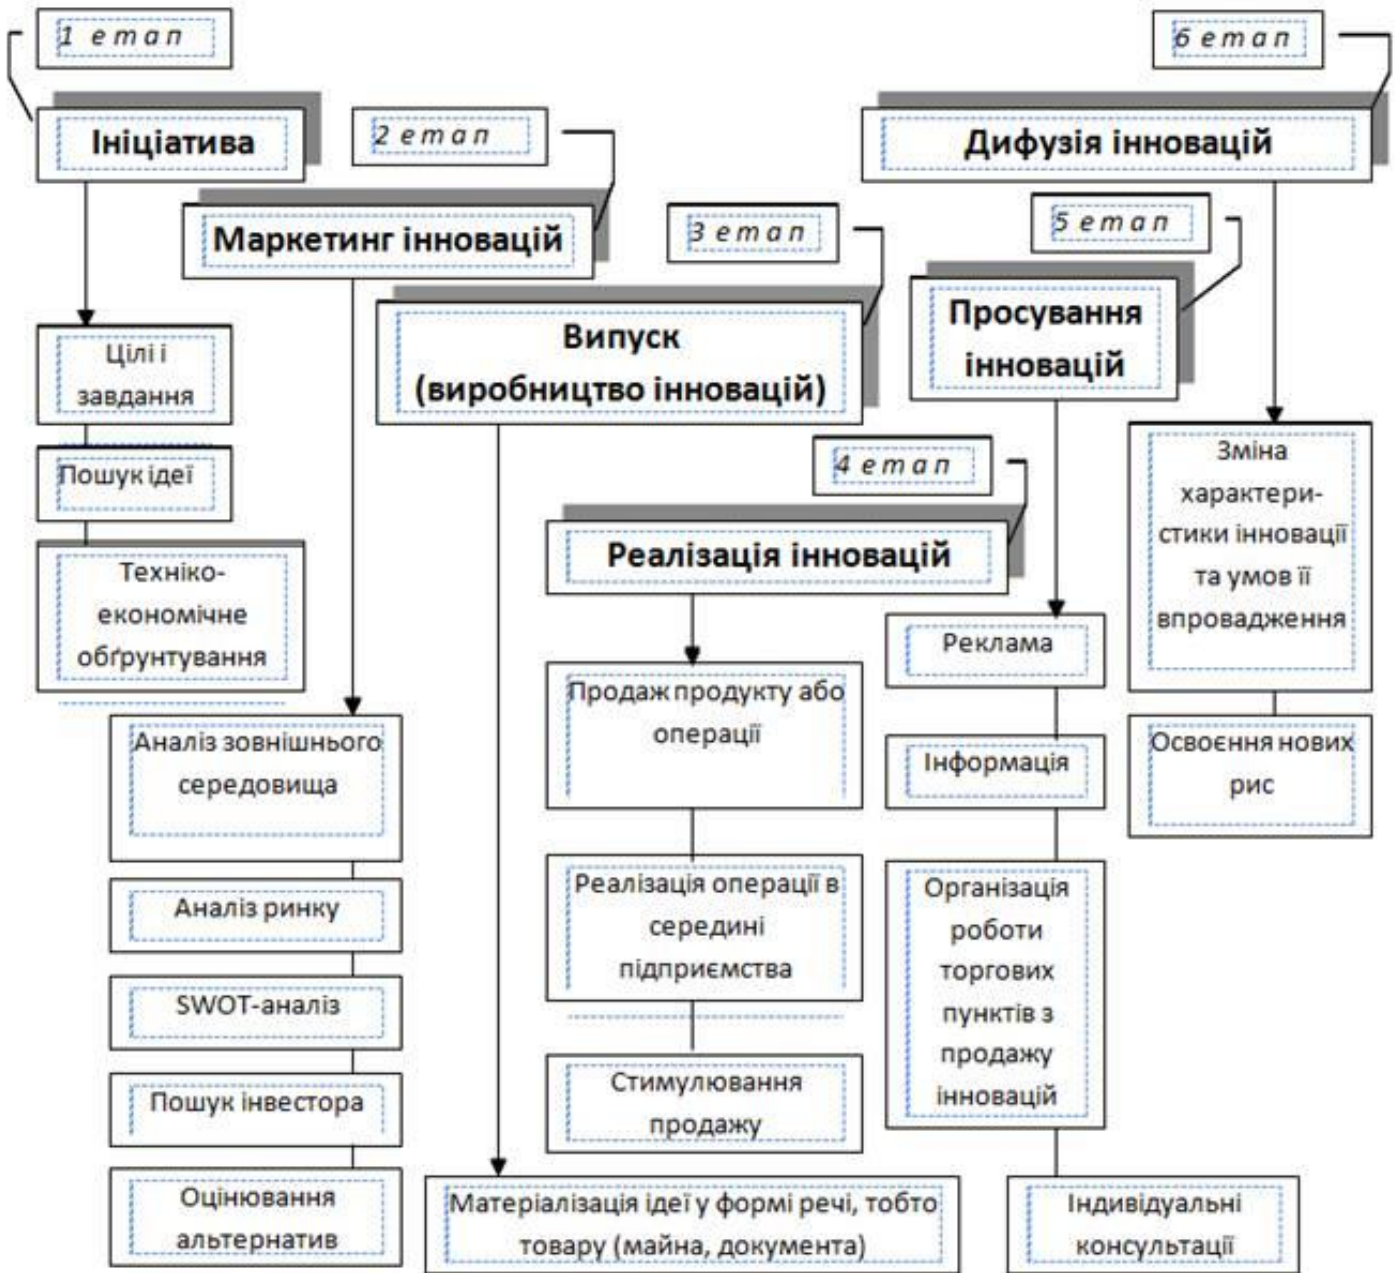 1 етап
Ініціатива
Цілі і
завдання
Пошук ідеї
Техніко-
економічне
обґрунтування
2 етап
Маркетинг інновацій
Аналіз зовнішнього
середовища
Аналіз ринку
SWOT-аналіз
Пошук інвестора
Оцінювання
альтернатив
3 етап
Випуск
(виробництво інновацій)
Матеріалізація ідеї у формі речі, тобто
товару (майна, документа)
4 етап
Реалізація інновацій
Продаж продукту або
операції
Реалізація операції в
середині
підприємства
Стимулювання
продажу
5 етап
Просування
інновацій
Реклама
Інформація
Організація
роботи
торгових
пунктів з
продажу
інновацій
Індивідуальні
консультації
6 етап
Дифузія інновацій
Зміна
характери-
стики інновації
та умов її
впровадження
Освоєння нових
рис